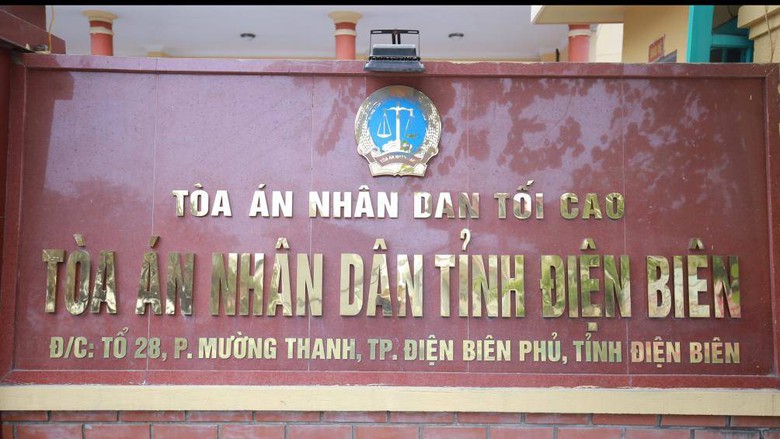 TÒA ÁN NHÂN DAN TỐI CAO
TÒA ÁN NHÂN DÂN TỈNH ĐIỆN BIÊN
Đ/C: TỔ 28, P. MƯỜNG THANH, TP. ĐIỆN BIÊN PHỦ, TỈNH ĐIỆN BIÊN